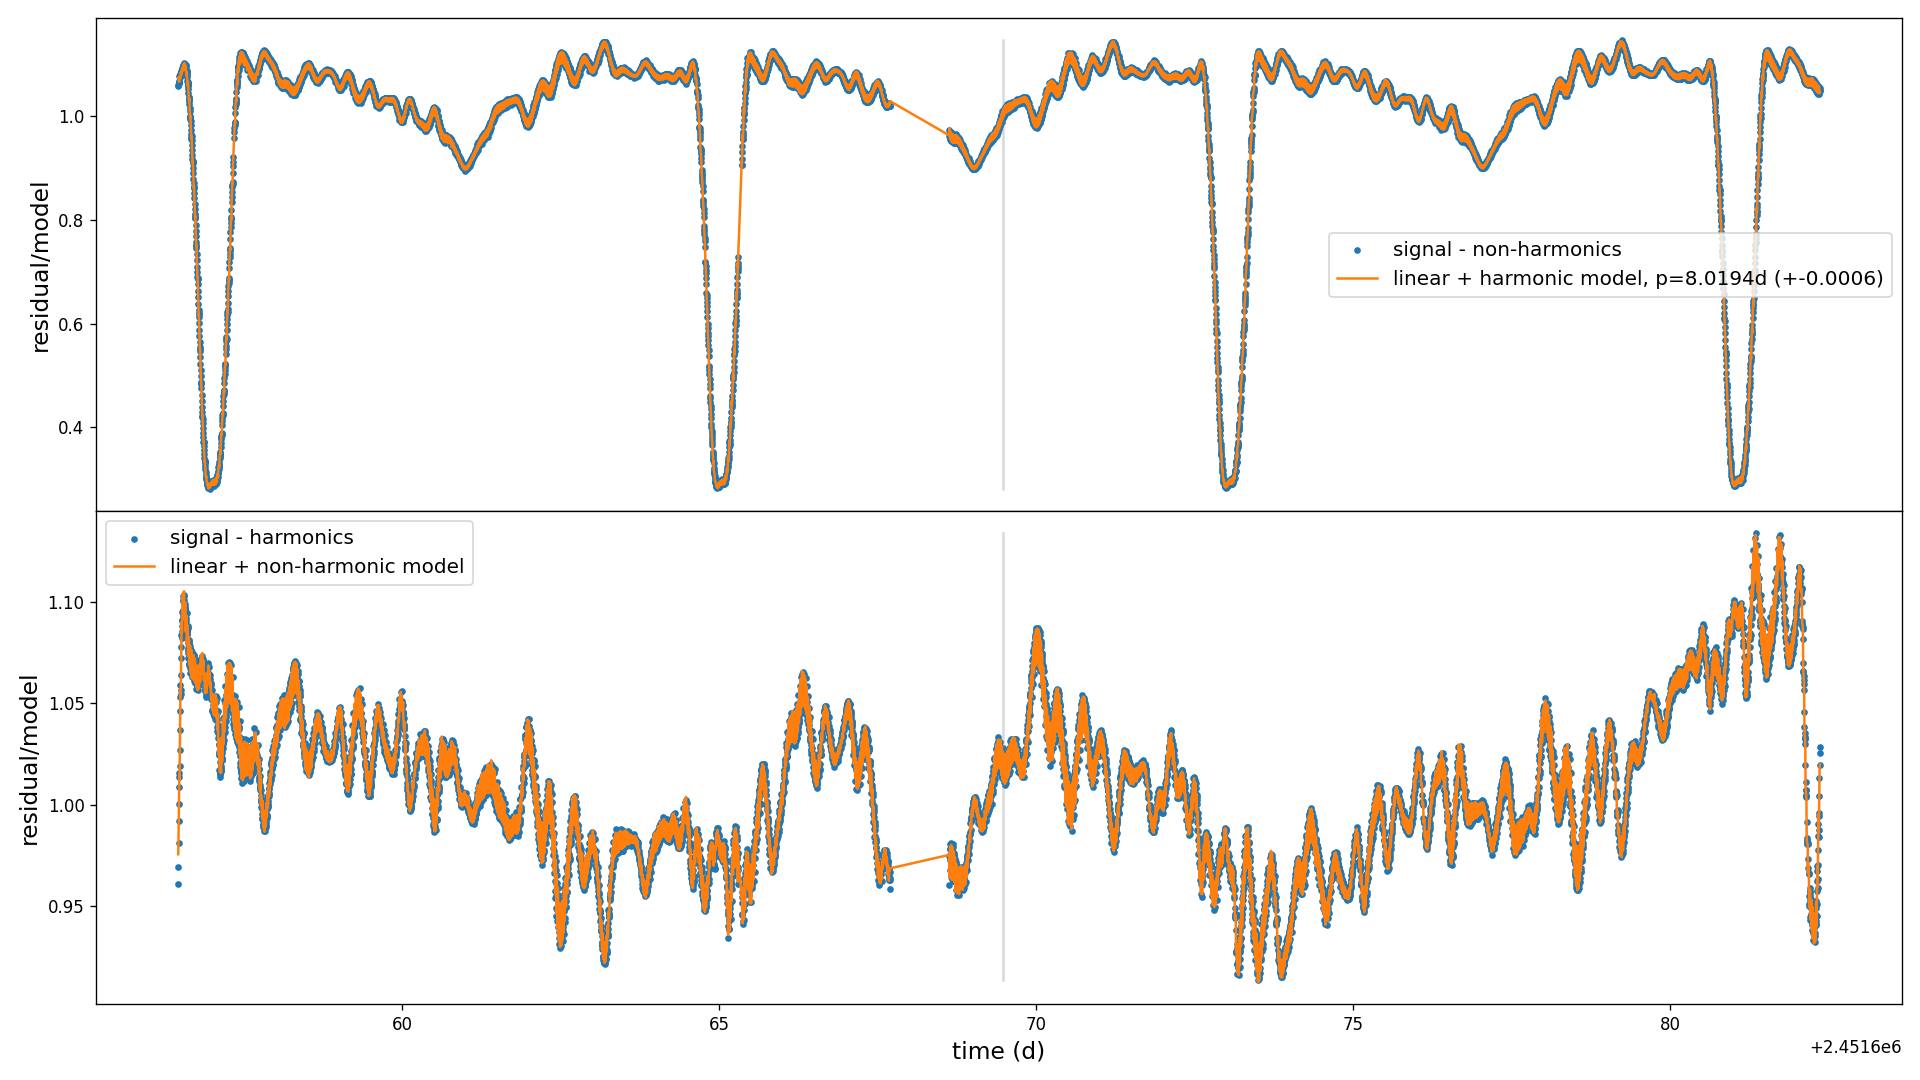 residual/model
1.0
0.8
0.6
0.4
signal - non-harmonics
linear + harmonic model, p=8.0194d (+-0.0006)
residual/model
1.10
1.05
1.00
0.95
signal - harmonics
linear + non-harmonic model
60
65
70
75
80
time (d)
+2.4516e6